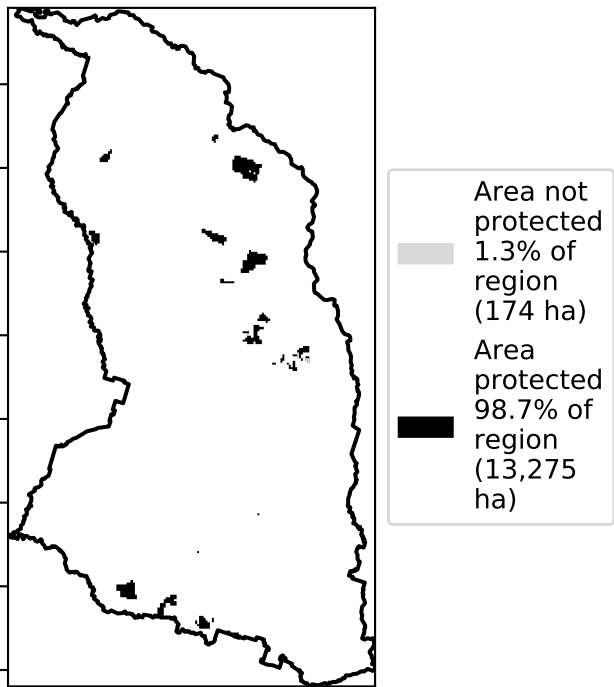 Area not
protected
1.3% of
region
(174 ha)
Area
protected
98.7% of
region
(13,275
ha)